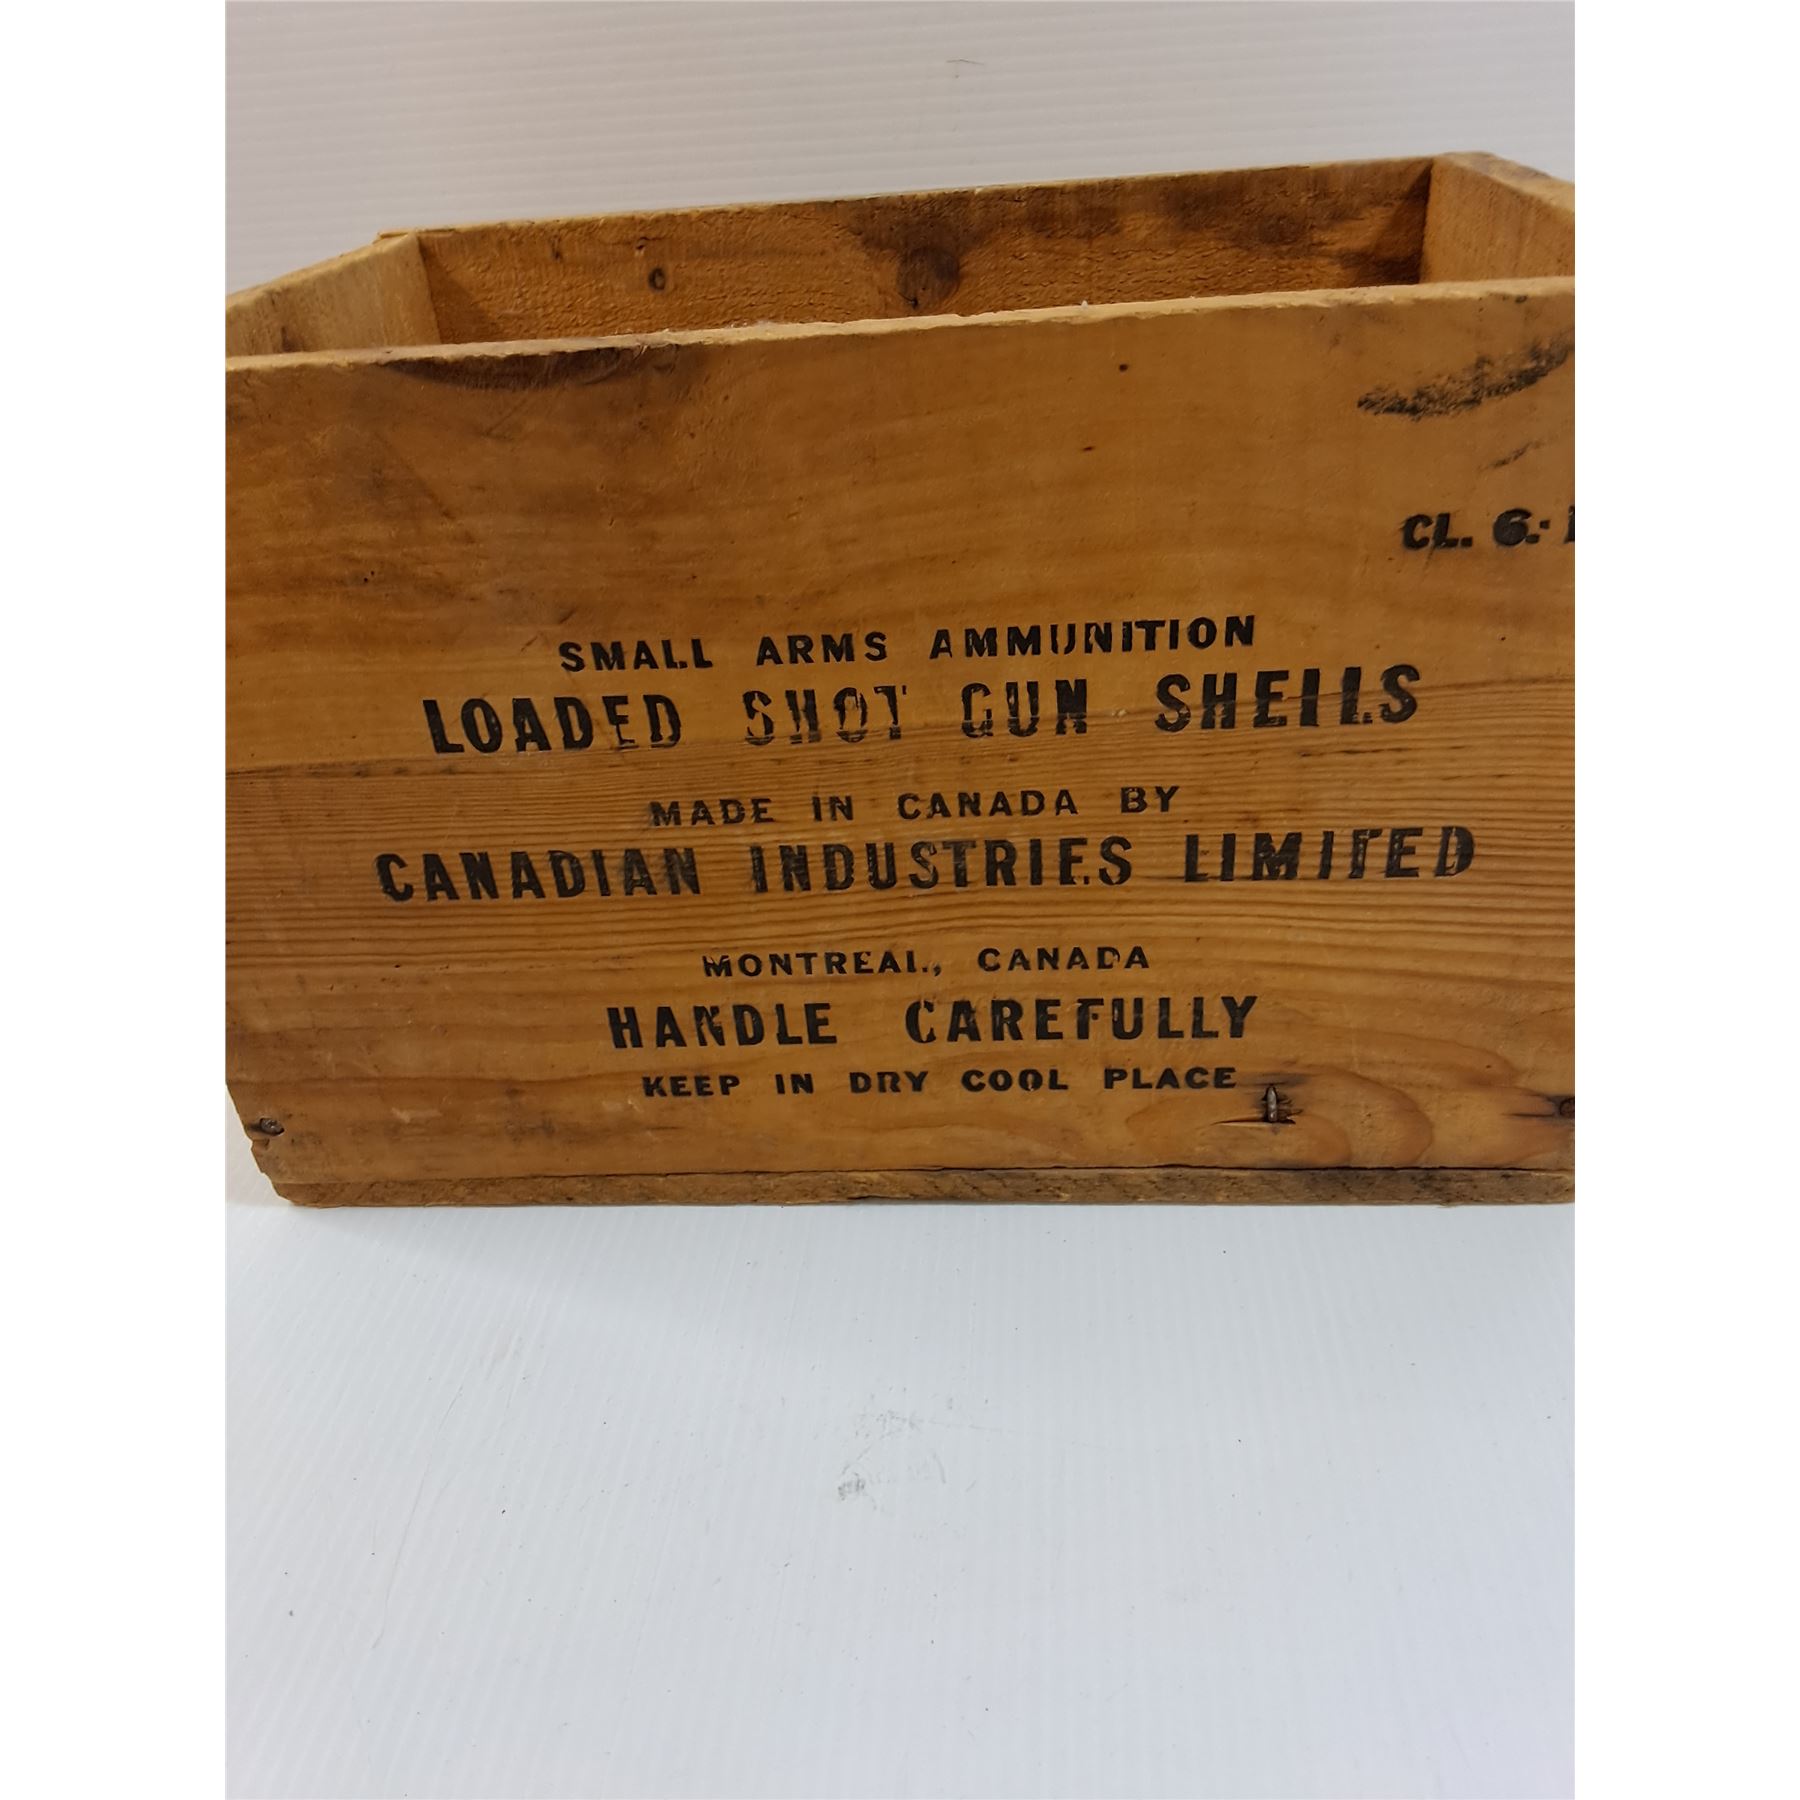 CL. 6.
SMALL ARMS AMMUNITION
LOADED SHOT GUN SHELLS
MADE IN CANADA BY
CANADIAN INDUSTRIES LIMITED
MONTREAL, CANADA
HANDLE CAREFULLY
KEEP IN DRY COOL PLACE